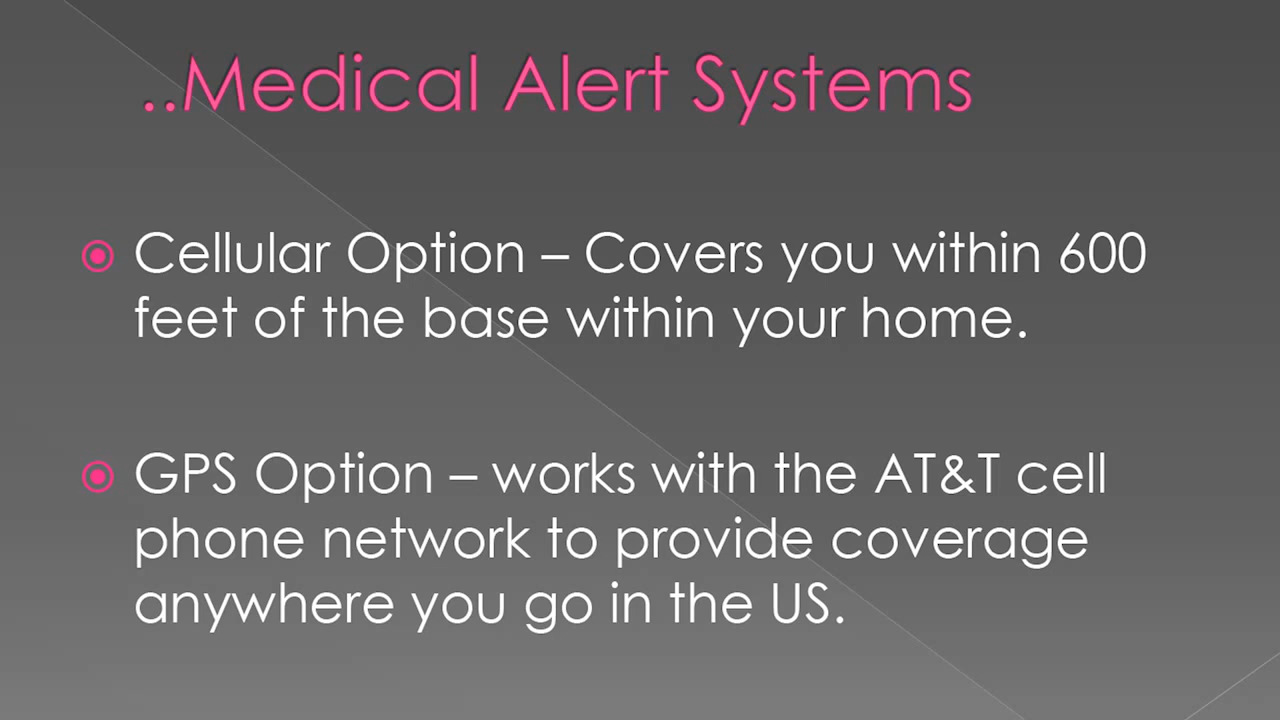 ..Medical Alert Systems
Cellular Option – Covers you within 600
feet of the base within your home.
GPS Option – works with the AT&T cell
phone network to provide coverage
anywhere you go in the US.